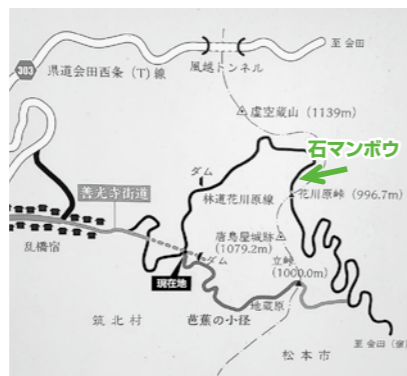 至 会田
303
県道会田西条（T）線
風越トンネル
△虚空蔵山（1139m）
石マンボウ
ダム
善光寺街道
林道花川原線
花川原峠（996.7m）
唐鳥屋城跡
（1079.2m）
乱橋宿
立峠
（1000.0m）
ダム
現在地
地蔵原
芭蕉の小径
筑北村
至 会田（宿）
松本市